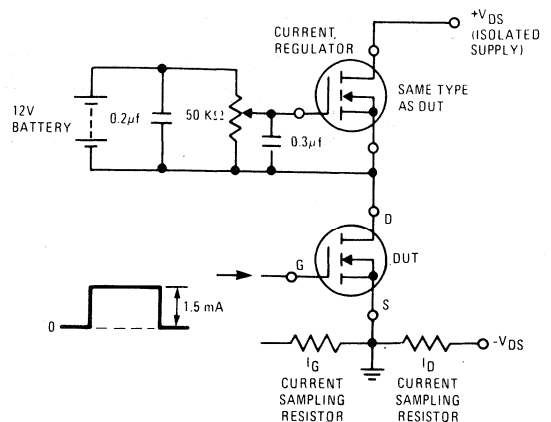 +VDS
(ISOLATED
SUPPLY)
CURRENT
REGULATOR
SAME TYPE
AS DUT
12V
BATTERY
0.2µf
50 KΩ
0.3µf
D
G
DUT
S
1.5 mA
0
-VDS
IG
CURRENT
SAMPLING
RESISTOR
ID
CURRENT
SAMPLING
RESISTOR